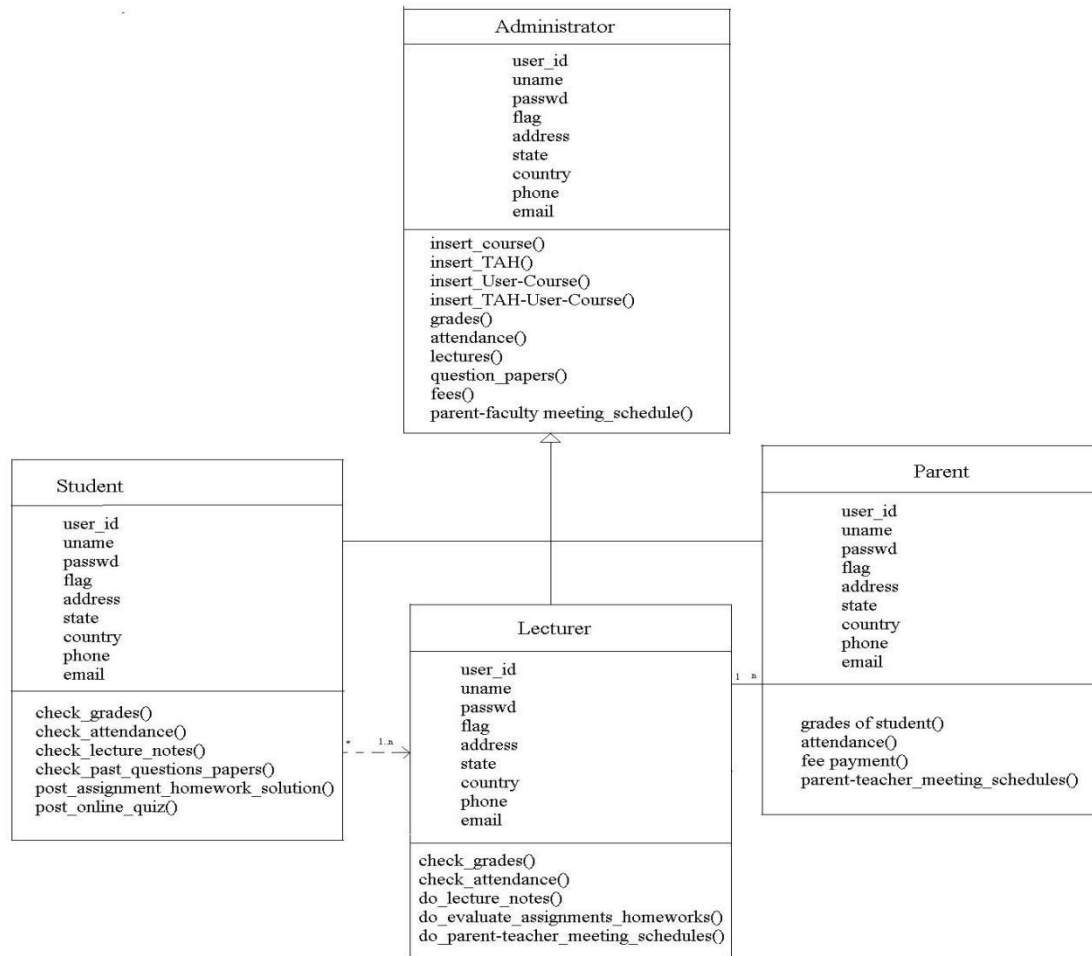 Administrator
user_id
uname
passwd
flag
address
state
country
phone
email
insert_course()
insert_TAH()
insert_User-Course()
insert_TAH-User-Course()
grades()
attendance()
lectures()
question_papers()
fees()
parent-faculty meeting_schedule()
Student
user_id
uname
passwd
flag
address
state
country
phone
email
check_grades()
check_attendance()
check_lecture_notes()
check_past_questions_papers()
post_assignment_homework_solution()
post_online_quiz()
* 1..n
Lecturer
user_id
uname
passwd
flag
address
state
country
phone
email
check_grades()
check_attendance()
do_lecture_notes()
do_evaluate_assignments_homeworks()
do_parent-teacher_meeting_schedules()
1 n
Parent
user_id
uname
passwd
flag
address
state
country
phone
email
grades of student()
attendance()
fee payment()
parent-teacher_meeting_schedules()